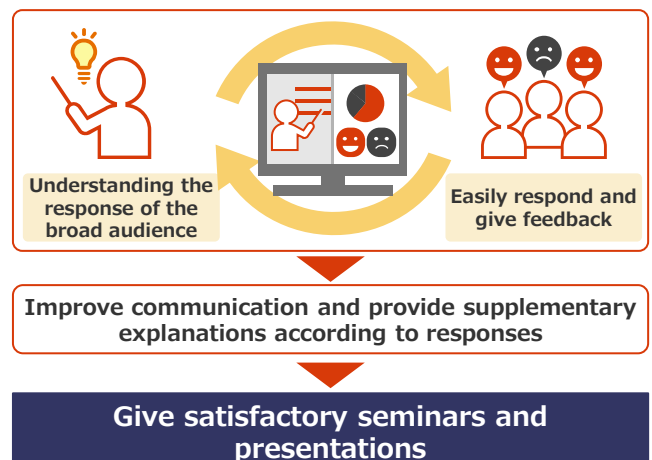 Understanding the
response of the
broad audience
Easily respond and
give feedback
Improve communication and provide supplementary
explanations according to responses
Give satisfactory seminars and
presentations